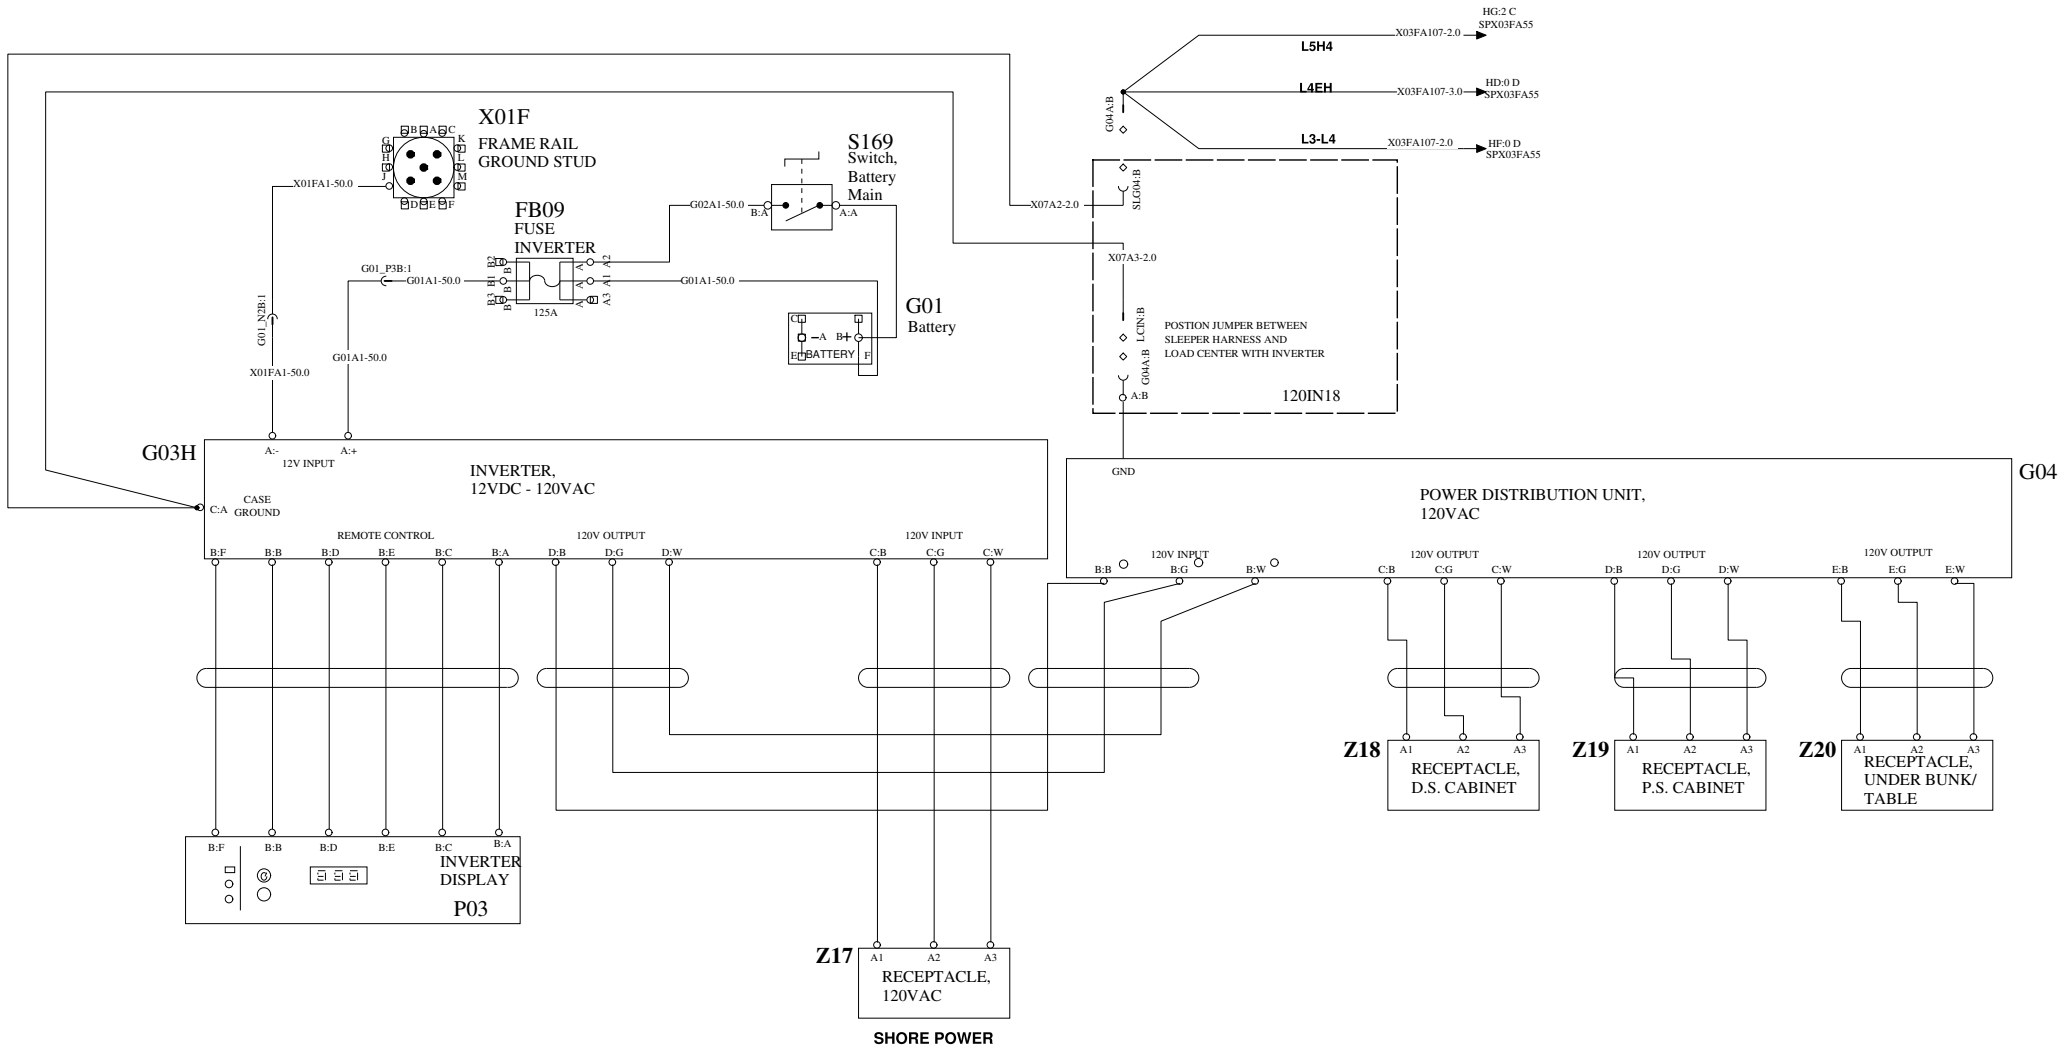 HG:2 C
SPX03FA55
X03FA107-2.0
L5H4
HD:0 D
SPX03FA55
X03FA107-3.0
L4EH
G04A:B
HF:0 D
SPX03FA55
X03FA107-2.0
L3-L4
X01F
FRAME RAIL
GROUND STUD
B A C
G K
H L
J M
D E F
X01FA1-50.0
S169
Switch,
Battery
Main
B:A
A:A
G02A1-50.0
FB09
FUSE
INVERTER
B2 B A A2
B1 B A A1
B3 B A A3
125A
G01_P3B:1
G01A1-50.0
G01A1-50.0
G01_N2B:1
G01A1-50.0
X01FA1-50.0
G01
Battery
C
-A B+
E BATTERY F
X07A2-2.0
SLG04:B
X07A3-2.0
LCIN:B
G04A:B
A:B
POSTION JUMPER BETWEEN
SLEEPER HARNESS AND
LOAD CENTER WITH INVERTER
120IN18
G03H
A:- A:+
12V INPUT
INVERTER,
12VDC - 120VAC
C:A
CASE
GROUND
REMOTE CONTROL
120V OUTPUT
120V INPUT
B:F B:B B:D B:E B:C B:A D:B D:G D:W C:B C:G C:W
G04
GND
POWER DISTRIBUTION UNIT,
120VAC
120V INPUT
120V OUTPUT
120V OUTPUT
120V OUTPUT
B:B B:G B:W C:B C:G C:W D:B D:G D:W E:B E:G E:W
Z18
A1 A2 A3
RECEPTACLE,
D.S. CABINET
Z19
A1 A2 A3
RECEPTACLE,
P.S. CABINET
Z20
A1 A2 A3
RECEPTACLE,
UNDER BUNK/
TABLE
B:F B:B B:D B:E B:C B:A
INVERTER
DISPLAY
P03
Z17
A1 A2 A3
RECEPTACLE,
120VAC
SHORE POWER